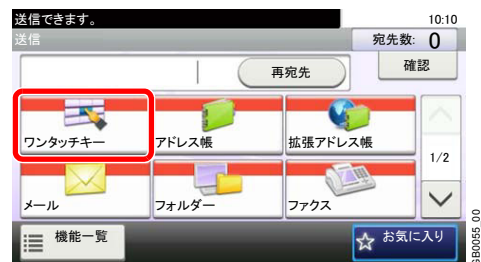 送信できます。 10:10
送信 宛先数: 0
再宛先 確認
ワンタッチキー アドレス帳 拡張アドレス帳
1/2
メール フォルダー ファクス
機能一覧 お気に入り
GB0055_00